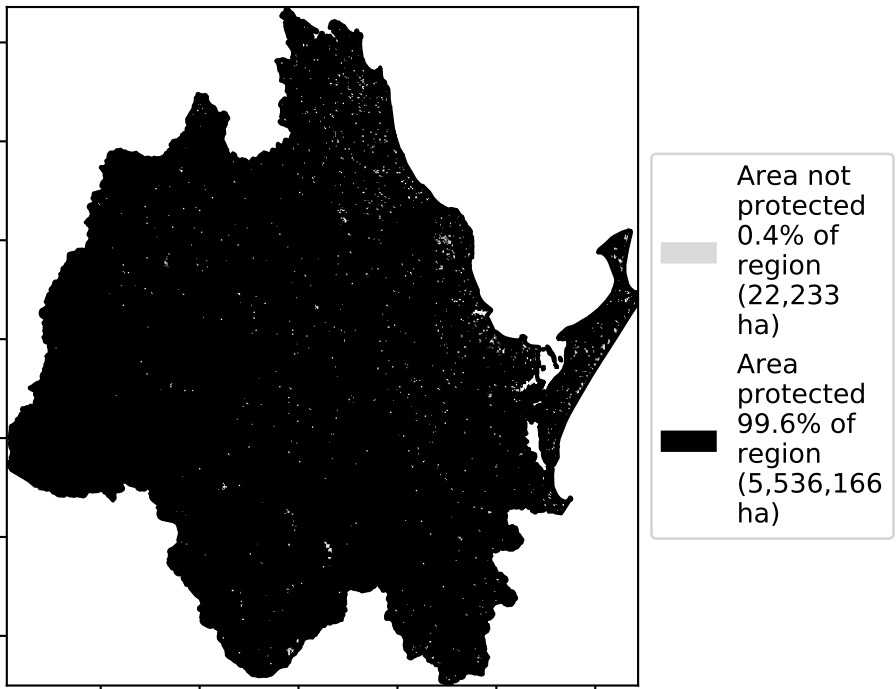 Area not
protected
0.4% of
region
(22,233
ha)
Area
protected
99.6% of
region
(5,536,166
ha)